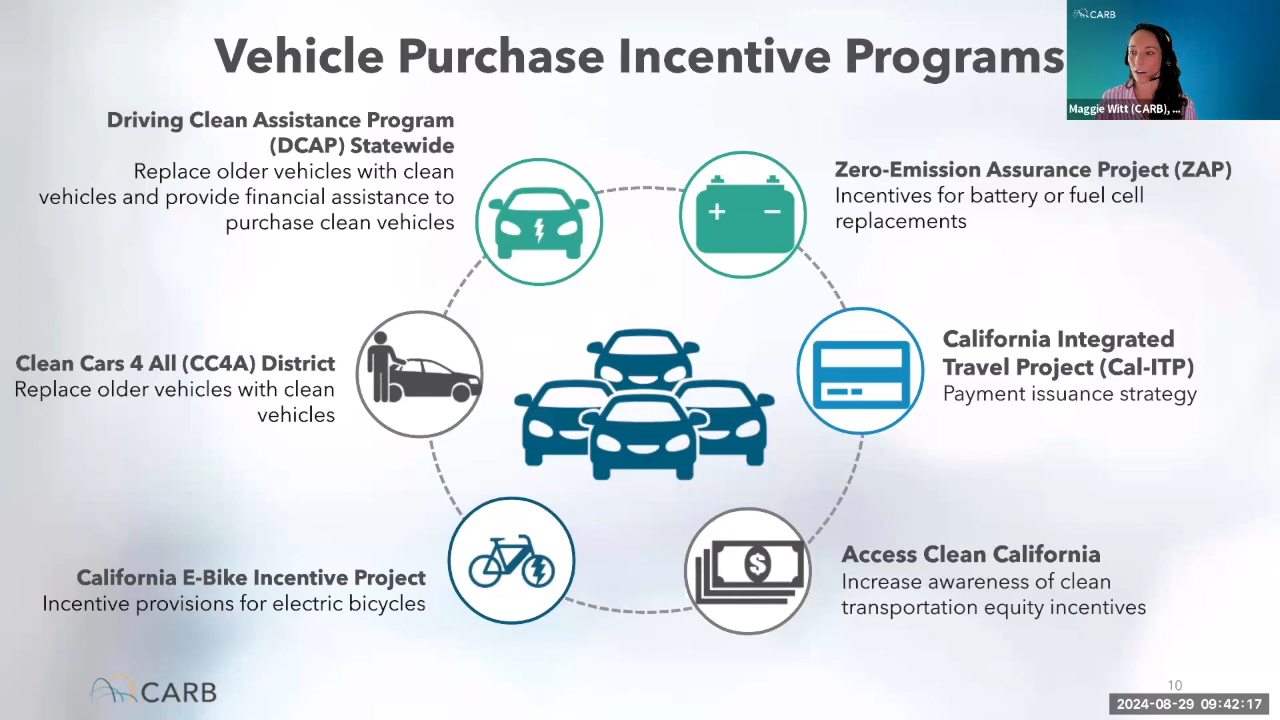 Vehicle Purchase Incentive Programs
CARB
Maggie Witt (CARB), ...
Driving Clean Assistance Program
(DCAP) Statewide
Replace older vehicles with clean
vehicles and provide financial assistance to
purchase clean vehicles
Zero-Emission Assurance Project (ZAP)
Incentives for battery or fuel cell
replacements
Clean Cars 4 All (CC4A) District
Replace older vehicles with clean
vehicles
California Integrated
Travel Project (Cal-ITP)
Payment issuance strategy
California E-Bike Incentive Project
Incentive provisions for electric bicycles
$
Access Clean California
Increase awareness of clean
transportation equity incentives
CARB
10
2024-08-29 09:42:17